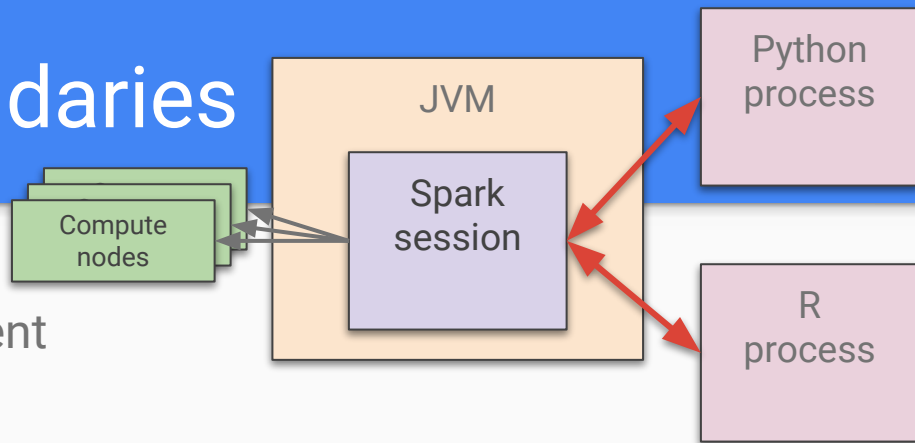 daries
JVM
Python
process
Spark
session
Compute
nodes
ent
R
process